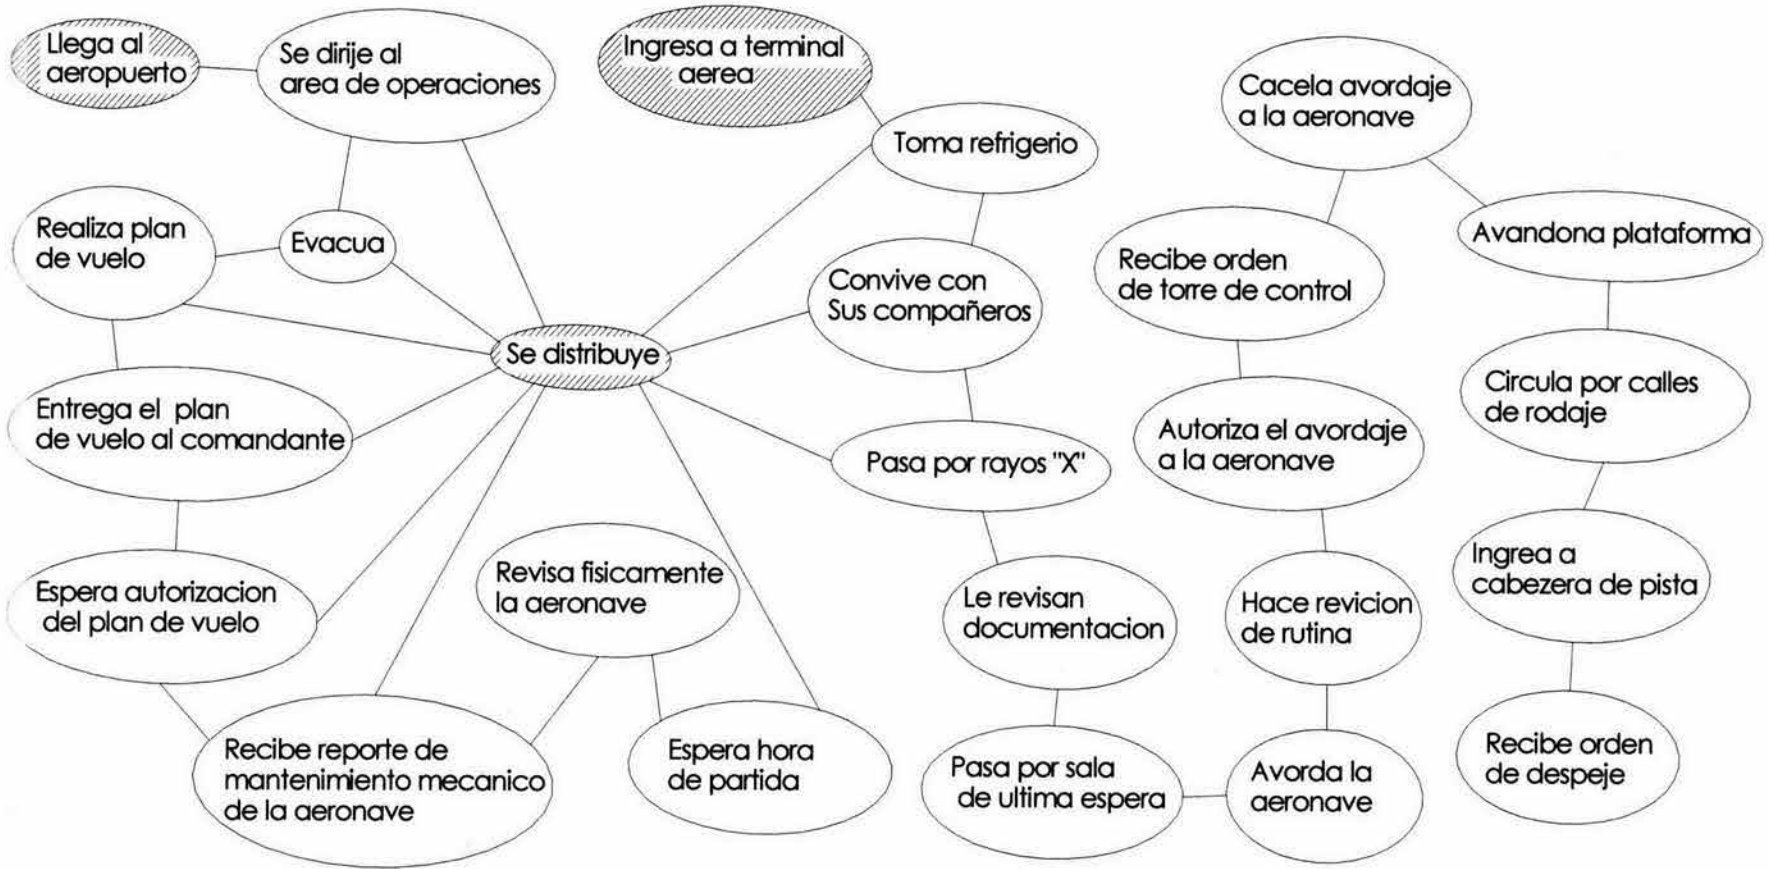 Llega al
aeropuerto
Se dirije al
area de operaciones
Ingresa a terminal
aerea
Cacela avordaje
a la aeronave
Toma refrigerio
Realiza plan
de vuelo
Evacua
Avandona plataforma
Recibe orden
de torre de control
Convive con
Sus compañeros
Se distribuye
Entrega el plan
de vuelo al comandante
Circula por calles
de rodaje
Autoriza el avordaje
a la aeronave
Pasa por rayos "X"
Espera autorizacion
del plan de vuelo
Revisa fisicamente
la aeronave
Le revisan
documentacion
Hace revicion
de rutina
Ingrea a
cabezera de pista
Recibe reporte de
mantenimiento mecanico
de la aeronave
Espera hora
de partida
Pasa por sala
de ultima espera
Avorda la
aeronave
Recibe orden
de despeje